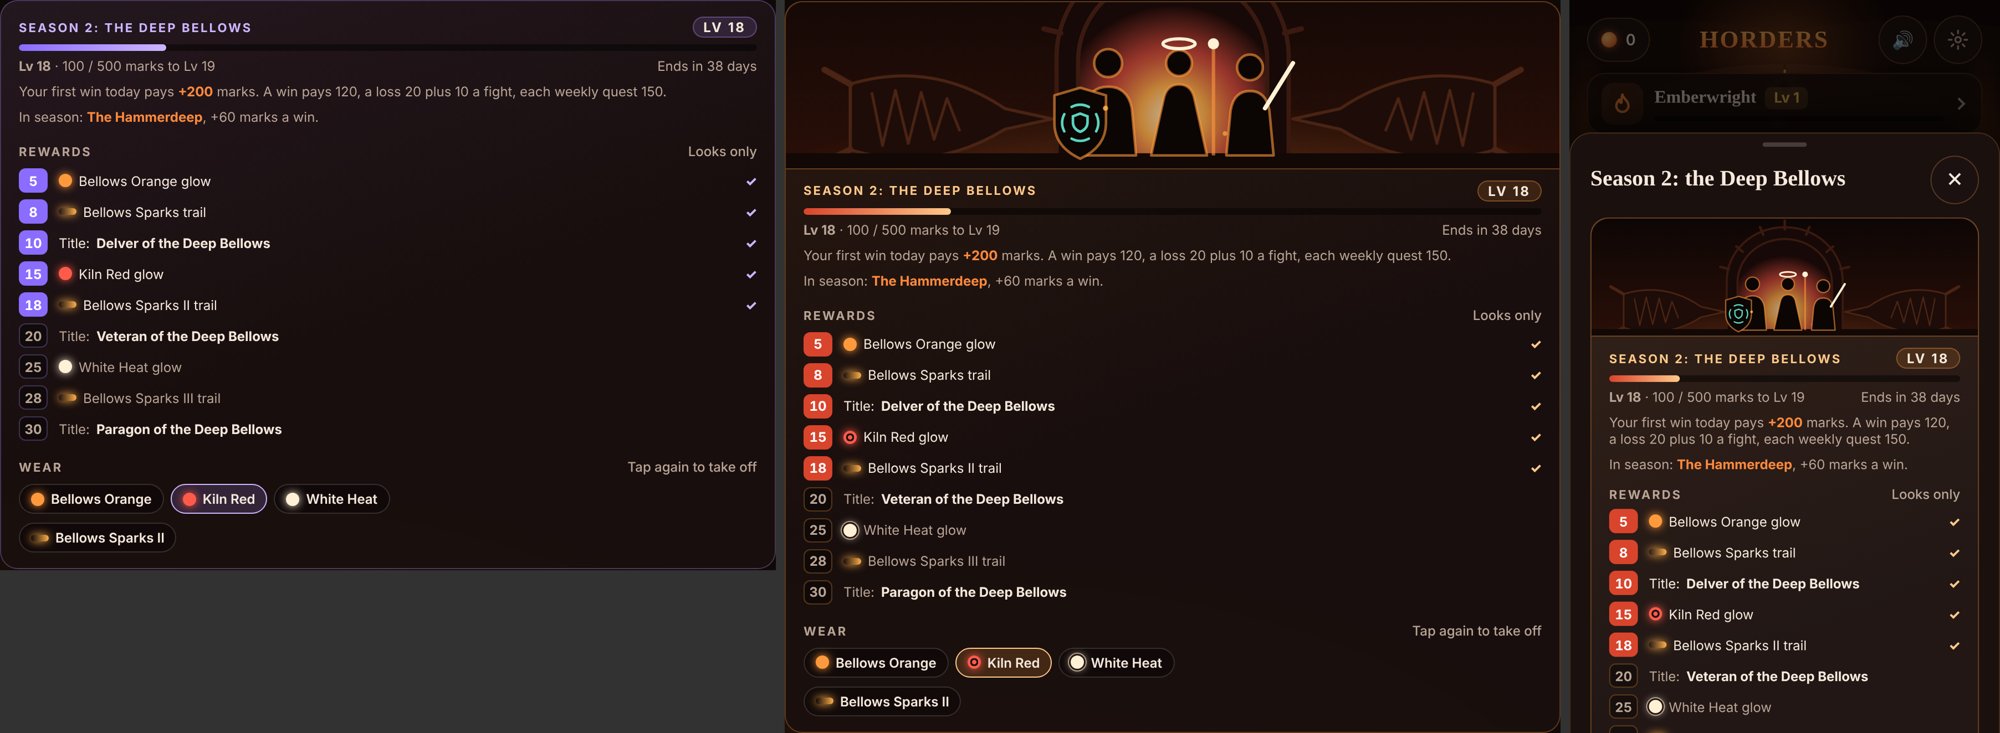 SEASON 2: THE DEEP BELLOWS
LV 18
Lv 18 · 100 / 500 marks to Lv 19
Ends in 38 days
Your first win today pays +200 marks. A win pays 120, a loss 20 plus 10 a fight, each weekly quest 150.
In season: The Hammerdeep, +60 marks a win.
REWARDS
Looks only
5 Bellows Orange glow
8 Bellows Sparks trail
10 Title: Delver of the Deep Bellows
15 Kiln Red glow
18 Bellows Sparks II trail
20 Title: Veteran of the Deep Bellows
25 White Heat glow
28 Bellows Sparks III trail
30 Title: Paragon of the Deep Bellows
WEAR
Tap again to take off
Bellows Orange
Kiln Red
White Heat
Bellows Sparks II
SEASON 2: THE DEEP BELLOWS
LV 18
Lv 18 · 100 / 500 marks to Lv 19
Ends in 38 days
Your first win today pays +200 marks. A win pays 120, a loss 20 plus 10 a fight, each weekly quest 150.
In season: The Hammerdeep, +60 marks a win.
REWARDS
Looks only
5 Bellows Orange glow
8 Bellows Sparks trail
10 Title: Delver of the Deep Bellows
15 Kiln Red glow
18 Bellows Sparks II trail
20 Title: Veteran of the Deep Bellows
25 White Heat glow
28 Bellows Sparks III trail
30 Title: Paragon of the Deep Bellows
WEAR
Tap again to take off
Bellows Orange
Kiln Red
White Heat
Bellows Sparks II
0
HORDERS
Emberwright
Lv 1
Season 2: the Deep Bellows
SEASON 2: THE DEEP BELLOWS
LV 18
Lv 18 · 100 / 500 marks to Lv 19
Ends in 38 days
Your first win today pays +200 marks. A win pays 120,
a loss 20 plus 10 a fight, each weekly quest 150.
In season: The Hammerdeep, +60 marks a win.
REWARDS
Looks only
5 Bellows Orange glow
8 Bellows Sparks trail
10 Title: Delver of the Deep Bellows
15 Kiln Red glow
18 Bellows Sparks II trail
20 Title: Veteran of the Deep Bellows
25 White Heat glow